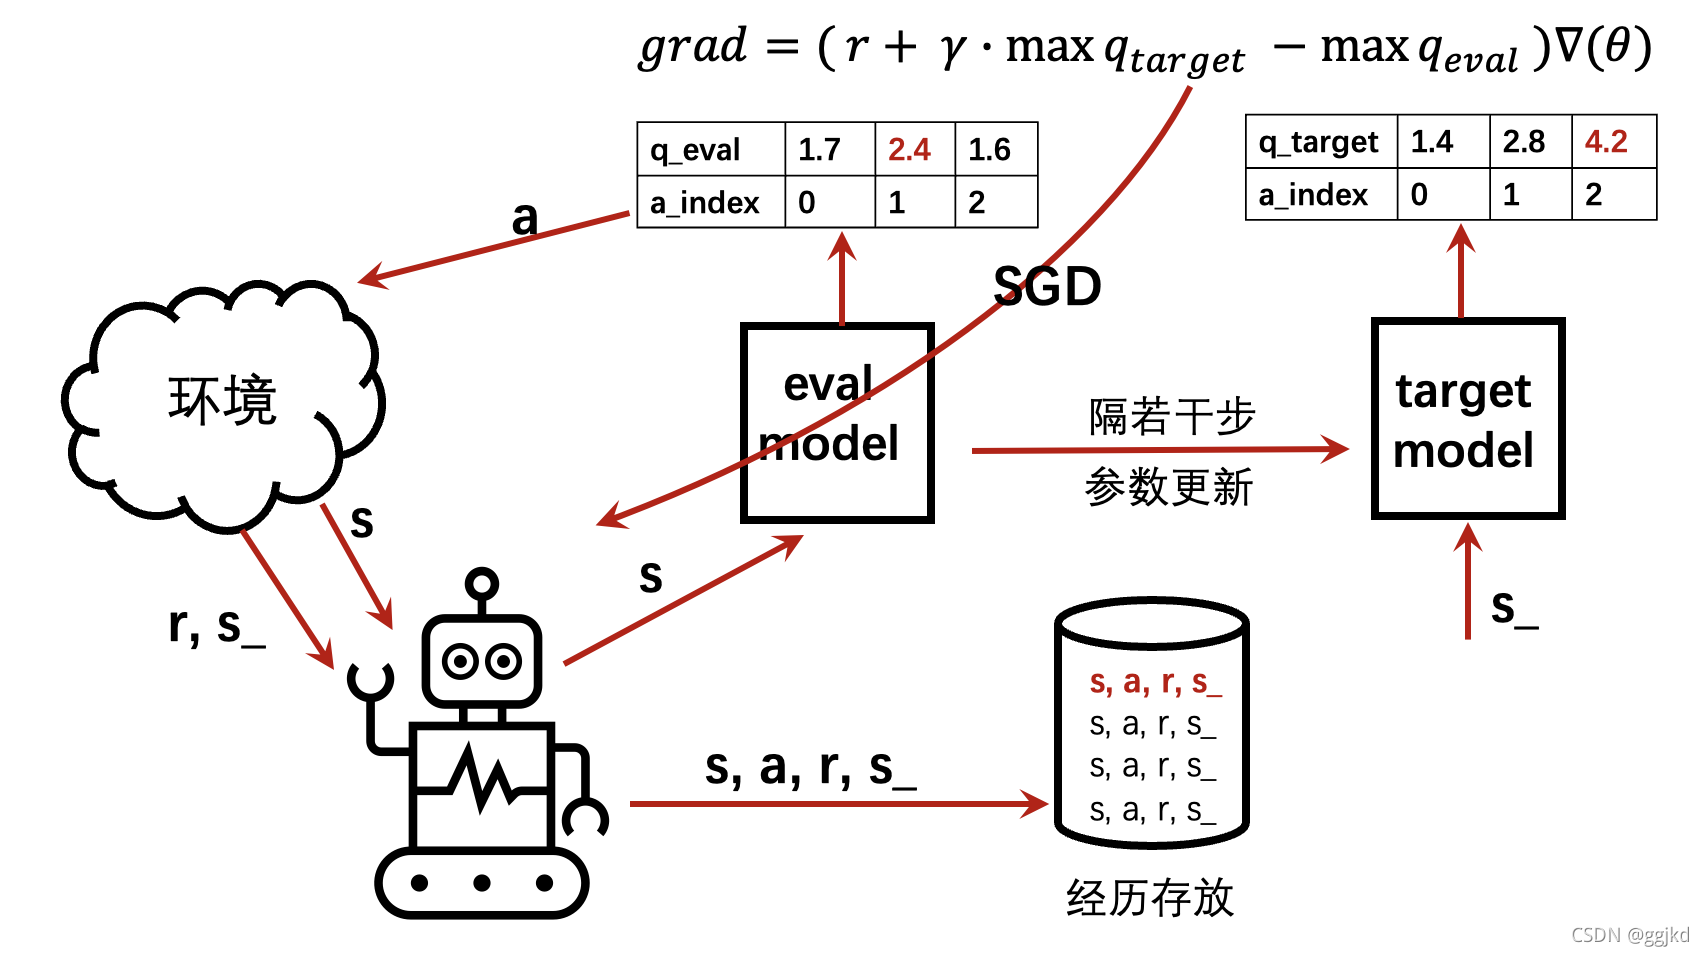 grad = ( r + γ · max q_target − max q_eval )∇(θ)
q_eval 1.7 2.4 1.6
a_index 0 1 2
q_target 1.4 2.8 4.2
a_index 0 1 2
a
SGD
环境
eval
model
隔若干步
参数更新
target
model
s
r, s_
s
s_
s, a, r, s_
s, a, r, s_
s, a, r, s_
s, a, r, s_
s, a, r, s_
经历存放
CSDN @ggjkd